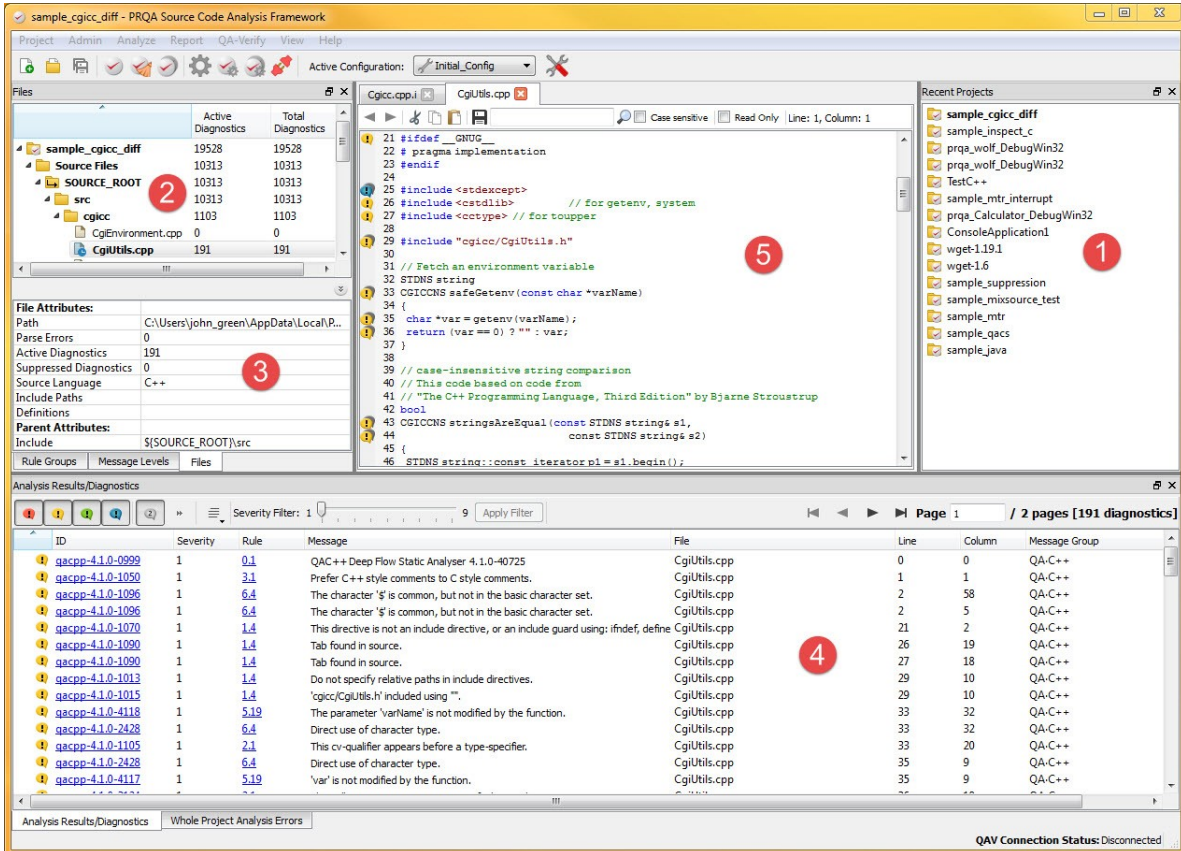 sample_cgicc_diff - PRQA Source Code Analysis Framework
Project Admin Analyze Report QA-Verify View Help
Active Configuration: Initial_Config
Files
Active Diagnostics Total Diagnostics
sample_cgicc_diff 19528 19528
Source Files 10313 10313
SOURCE_ROOT 10313 10313
src 10313 10313
cgicc 1103 1103
CgiEnvironment.cpp 0 0
CgiUtils.cpp 191 191
2
File Attributes:
Path C:\Users\john_green\AppData\Local\P...
Parse Errors 0
Active Diagnostics 191
Suppressed Diagnostics 0
Source Language C++
Include Paths
Definitions
Parent Attributes:
Include ${SOURCE_ROOT}\src
3
Rule Groups Message Levels Files
Cgicc.cpp.i CgiUtils.cpp
Case sensitive Read Only Line: 1, Column: 1
21 #ifdef __GNUG__
22 # pragma implementation
23 #endif
24
25 #include <stdexcept>
26 #include <cstdlib> // for getenv, system
27 #include <cctype> // for toupper
28
29 #include "cgicc/CgiUtils.h"
30
31 // Fetch an environment variable
32 STDNS string
33 CGICCNS safeGetenv(const char *varName)
34 {
35 char *var = getenv(varName);
36 return (var == 0) ? "" : var;
37 }
38
39 // case-insensitive string comparison
40 // This code based on code from
41 // "The C++ Programming Language, Third Edition" by Bjarne Stroustrup
42 bool
43 CGICCNS stringsAreEqual(const STDNS string& s1,
44 const STDNS string& s2)
45 {
46 STDNS string::const_iterator p1 = s1.begin();
5
Recent Projects
sample_cgicc_diff
sample_inspect_c
prqa_wolf_DebugWin32
prqa_wolf_DebugWin32
TestC++
sample_mtr_interrupt
prqa_Calculator_DebugWin32
ConsoleApplication1
wget-1.19.1
wget-1.6
sample_suppression
sample_mixsource_test
sample_mtr
sample_qacs
sample_java
1
Analysis Results/Diagnostics
2 » Severity Filter: 1 9 Apply Filter Page 1 / 2 pages [191 diagnostics]
ID Severity Rule Message File Line Column Message Group
qacpp-4.1.0-0999 1 0.1 QAC++ Deep Flow Static Analyser 4.1.0-40725 CgiUtils.cpp 0 0 QA-C++
qacpp-4.1.0-1050 1 3.1 Prefer C++ style comments to C style comments. CgiUtils.cpp 1 1 QA-C++
qacpp-4.1.0-1096 1 6.4 The character '$' is common, but not in the basic character set. CgiUtils.cpp 2 58 QA-C++
qacpp-4.1.0-1096 1 6.4 The character '$' is common, but not in the basic character set. CgiUtils.cpp 2 5 QA-C++
qacpp-4.1.0-1070 1 1.4 This directive is not an include directive, or an include guard using: ifndef, define CgiUtils.cpp 21 2 QA-C++
qacpp-4.1.0-1090 1 1.4 Tab found in source. CgiUtils.cpp 26 19 QA-C++
qacpp-4.1.0-1090 1 1.4 Tab found in source. CgiUtils.cpp 27 18 QA-C++
qacpp-4.1.0-1013 1 1.4 Do not specify relative paths in include directives. CgiUtils.cpp 29 10 QA-C++
qacpp-4.1.0-1015 1 1.4 'cgicc/CgiUtils.h' included using "". CgiUtils.cpp 29 10 QA-C++
qacpp-4.1.0-4118 1 5.19 The parameter 'varName' is not modified by the function. CgiUtils.cpp 33 32 QA-C++
qacpp-4.1.0-2428 1 6.4 Direct use of character type. CgiUtils.cpp 33 32 QA-C++
qacpp-4.1.0-1105 1 2.1 This cv-qualifier appears before a type-specifier. CgiUtils.cpp 33 20 QA-C++
qacpp-4.1.0-2428 1 6.4 Direct use of character type. CgiUtils.cpp 35 9 QA-C++
qacpp-4.1.0-4117 1 5.19 'var' is not modified by the function. CgiUtils.cpp 35 9 QA-C++
4
Analysis Results/Diagnostics Whole Project Analysis Errors
QAV Connection Status: Disconnected